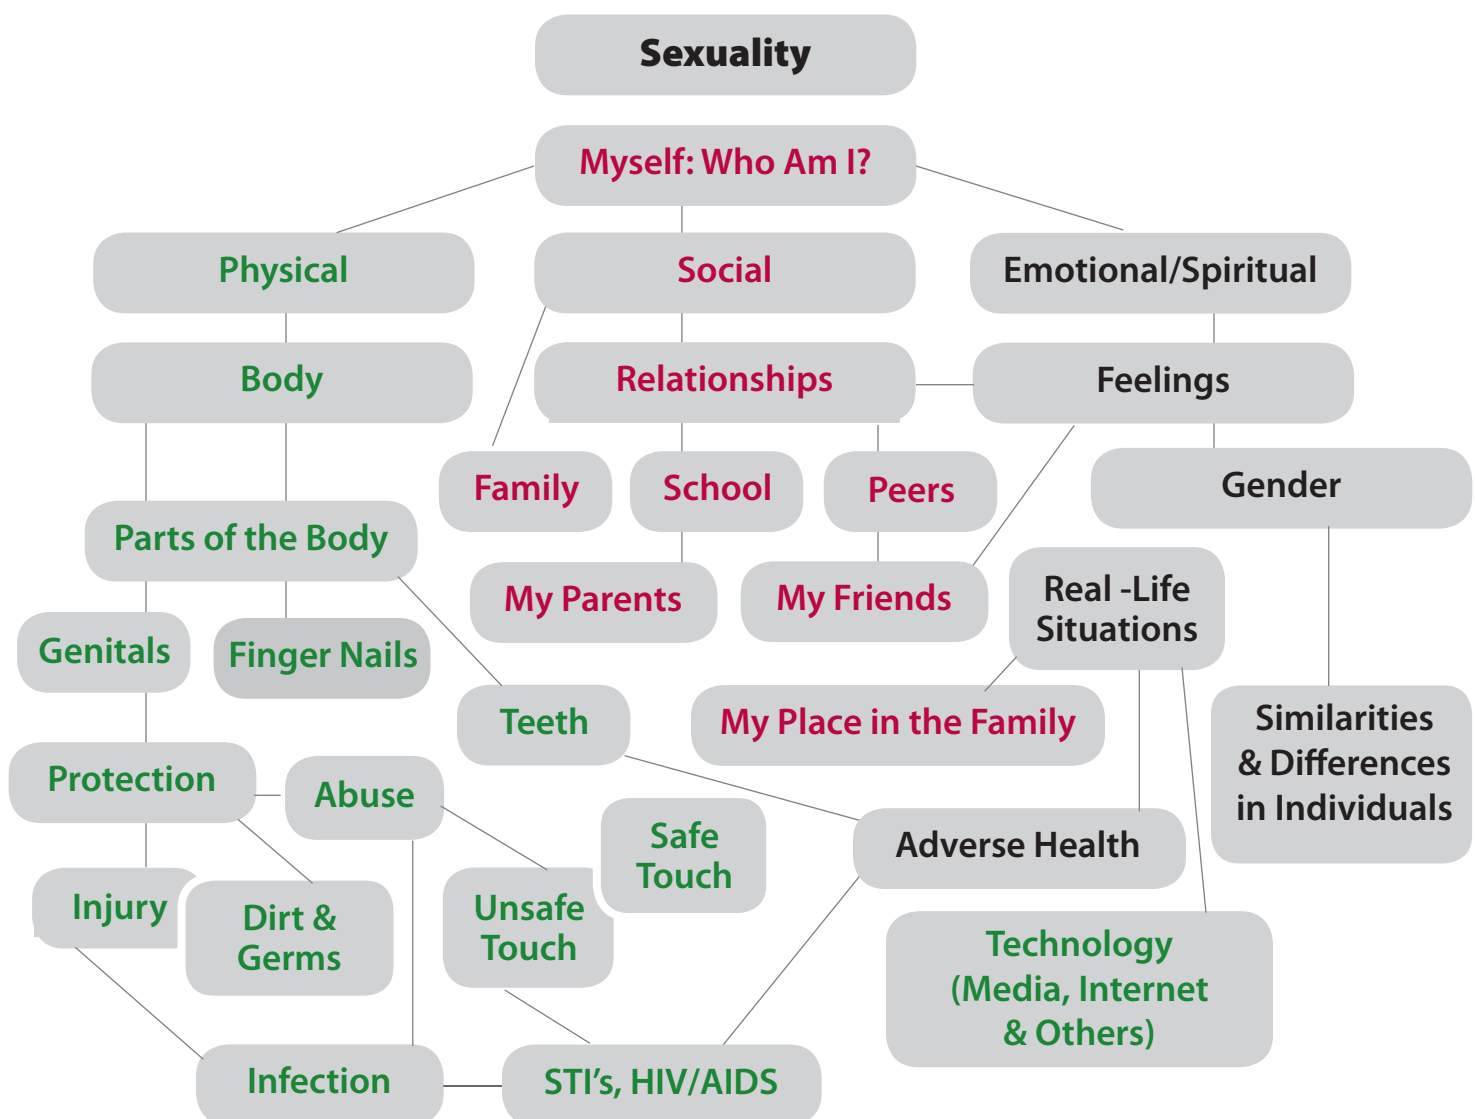 Sexuality
Myself: Who Am I?
Physical
Social
Emotional/Spiritual
Body
Relationships
Feelings
Family
School
Peers
Gender
Parts of the Body
My Parents
My Friends
Real -Life
Situations
Genitals
Finger Nails
Teeth
My Place in the Family
Similarities
& Differences
in Individuals
Protection
Abuse
Safe
Touch
Adverse Health
Injury
Dirt &
Germs
Unsafe
Touch
Technology
(Media, Internet
& Others)
Infection
STI's, HIV/AIDS